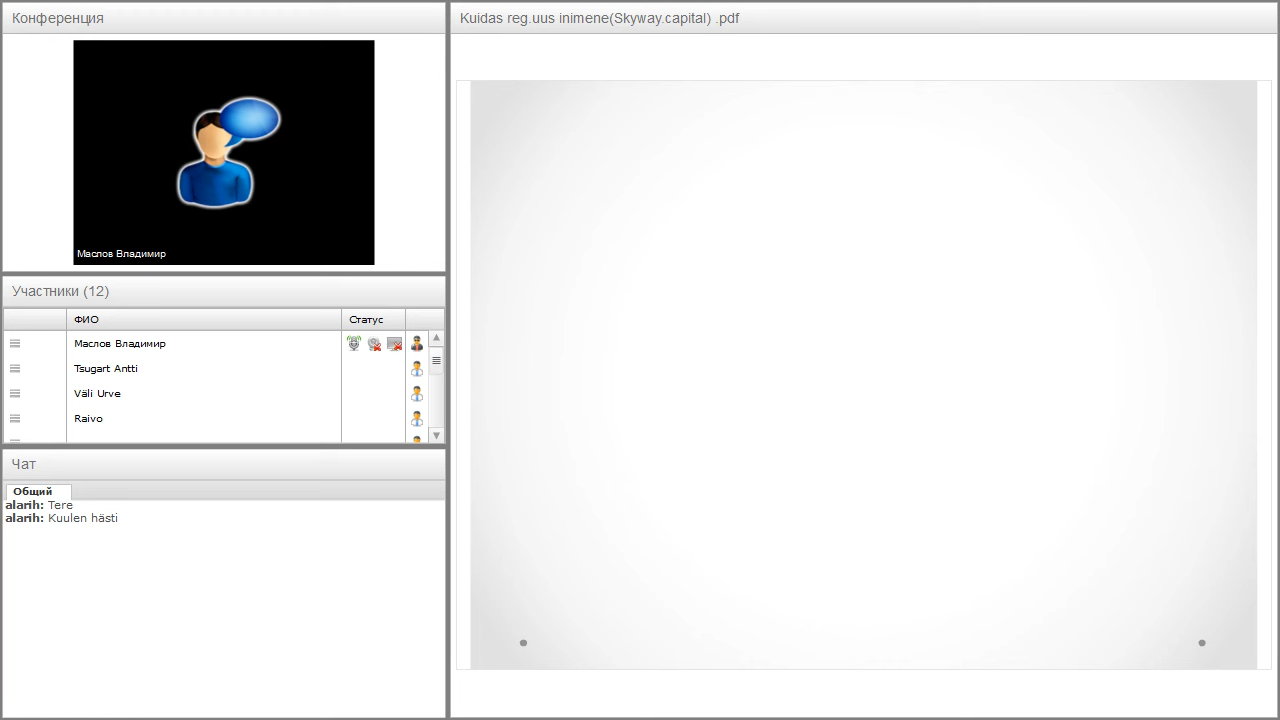 Конференция
Маслов Владимир
Участники (12)
ФИО Статус
Маслов Владимир
Tsugart Antti
Väli Urve
Raivo
Чат
Общий
alarih: Tere
alarih: Kuulen hästi
Kuidas reg.uus inimene(Skyway.capital) .pdf